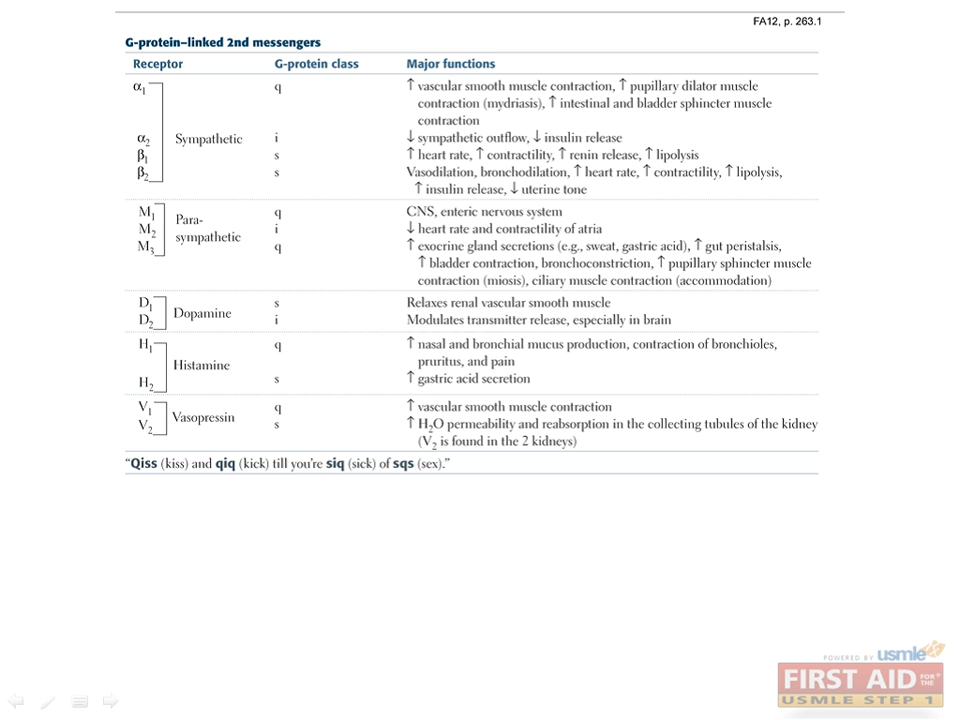 FA12, p. 263.1
G-protein–linked 2nd messengers
Receptor G-protein class Major functions
α1 q ↑ vascular smooth muscle contraction, ↑ pupillary dilator muscle
contraction (mydriasis), ↑ intestinal and bladder sphincter muscle
contraction
α2 Sympathetic i ↓ sympathetic outflow, ↓ insulin release
β1 s ↑ heart rate, ↑ contractility, ↑ renin release, ↑ lipolysis
β2 s Vasodilation, bronchodilation, ↑ heart rate, ↑ contractility, ↑ lipolysis,
↑ insulin release, ↓ uterine tone
M1 Para- q CNS, enteric nervous system
M2 sympathetic i ↓ heart rate and contractility of atria
M3 q ↑ exocrine gland secretions (e.g., sweat, gastric acid), ↑ gut peristalsis,
↑ bladder contraction, bronchoconstriction, ↑ pupillary sphincter muscle
contraction (miosis), ciliary muscle contraction (accommodation)
D1 Dopamine s Relaxes renal vascular smooth muscle
D2 i Modulates transmitter release, especially in brain
H1 q ↑ nasal and bronchial mucus production, contraction of bronchioles,
Histamine pruritus, and pain
H2 s ↑ gastric acid secretion
V1 Vasopressin q ↑ vascular smooth muscle contraction
V2 s ↑ H2O permeability and reabsorption in the collecting tubules of the kidney
(V2 is found in the 2 kidneys)
“Qiss (kiss) and qiq (kick) till you’re siq (sick) of sqs (sex).”
POWERED BY usmle
FIRST AID FOR THE®
USMLE STEP 1